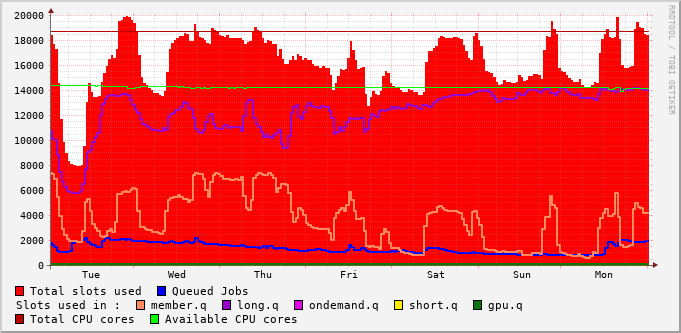 20000
18000
16000
14000
12000
10000
8000
6000
4000
2000
0
Tue Wed Thu Fri Sat Sun Mon
RRDTOOL / TOBI OETIKER
Total slots used Queued Jobs
Slots used in : member.q long.q ondemand.q short.q gpu.q
Total CPU cores Available CPU cores